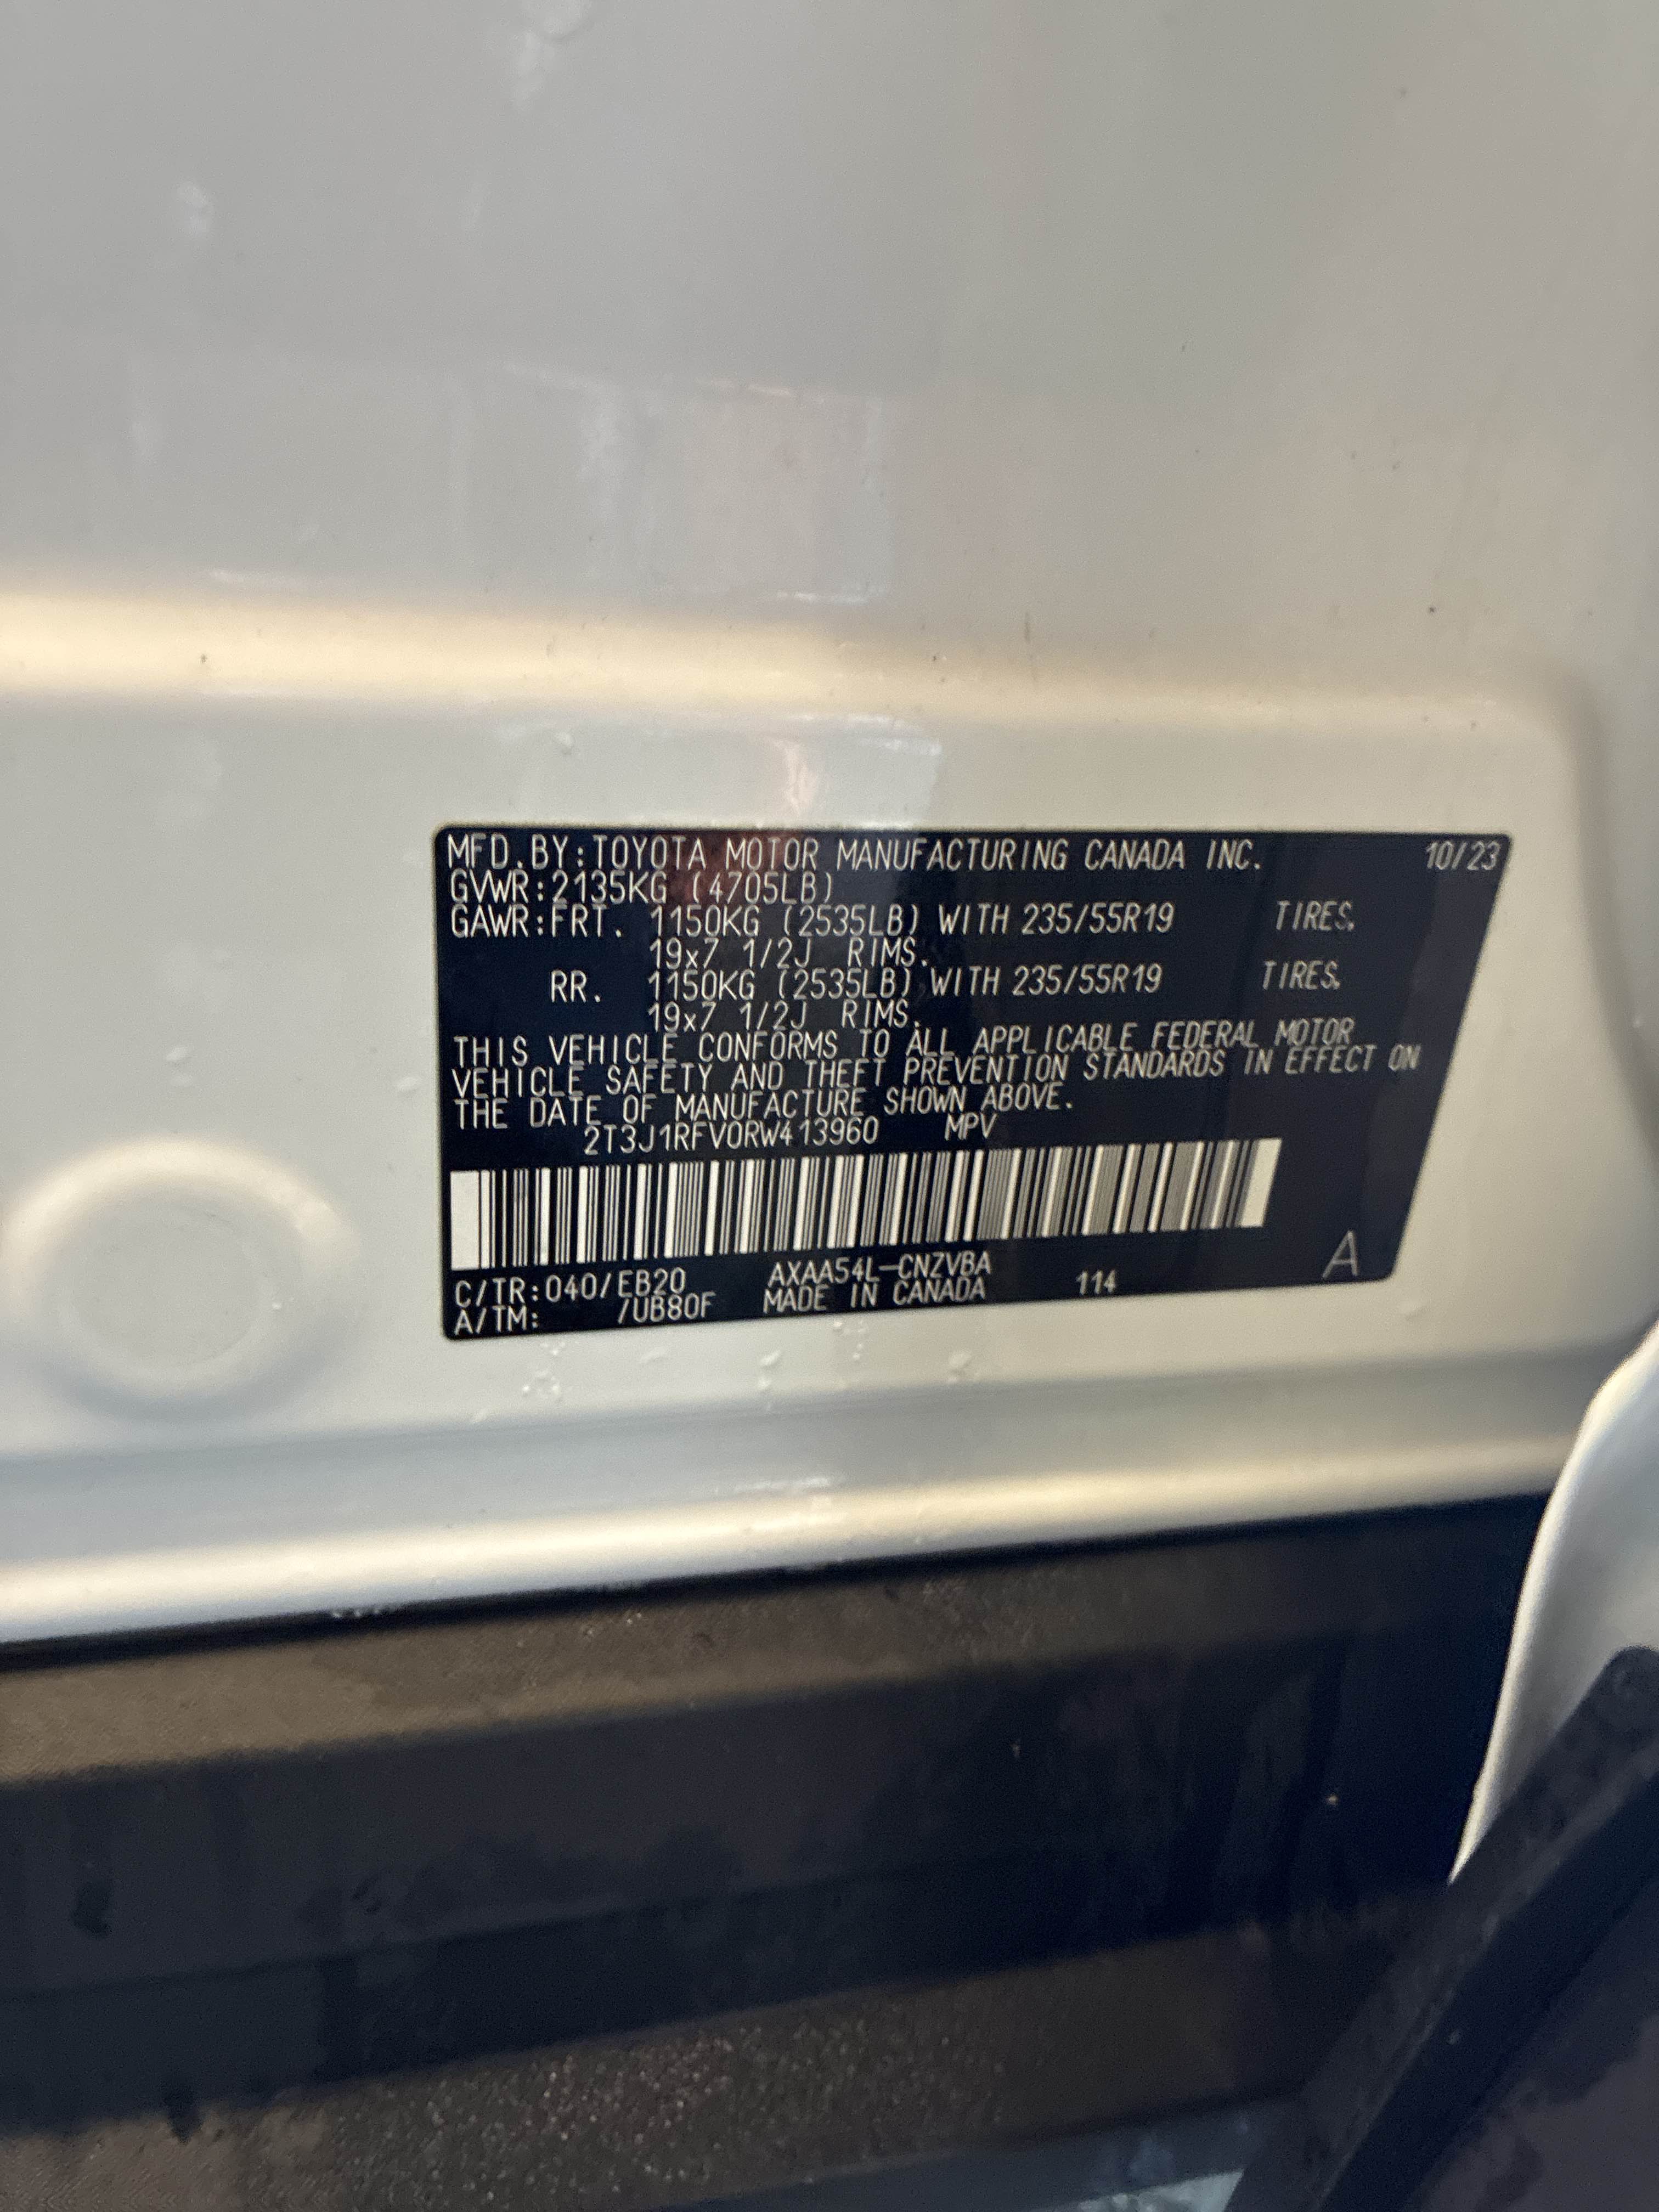 MFD.BY:TOYOTA MOTOR MANUFACTURING CANADA INC. 10/23
GVWR:2135KG (4705LB)
GAWR:FRT. 1150KG (2535LB) WITH 235/55R19 TIRES,
19x7 1/2J RIMS.
RR. 1150KG (2535LB) WITH 235/55R19 TIRES,
19x7 1/2J RIMS.
THIS VEHICLE CONFORMS TO ALL APPLICABLE FEDERAL MOTOR
VEHICLE SAFETY AND THEFT PREVENTION STANDARDS IN EFFECT ON
THE DATE OF MANUFACTURE SHOWN ABOVE.
2T3J1RFV0RW413960 MPV
C/TR:040/EB20 AXAA54L-CNZVBA
A/TM: /UB80F MADE IN CANADA 114 A